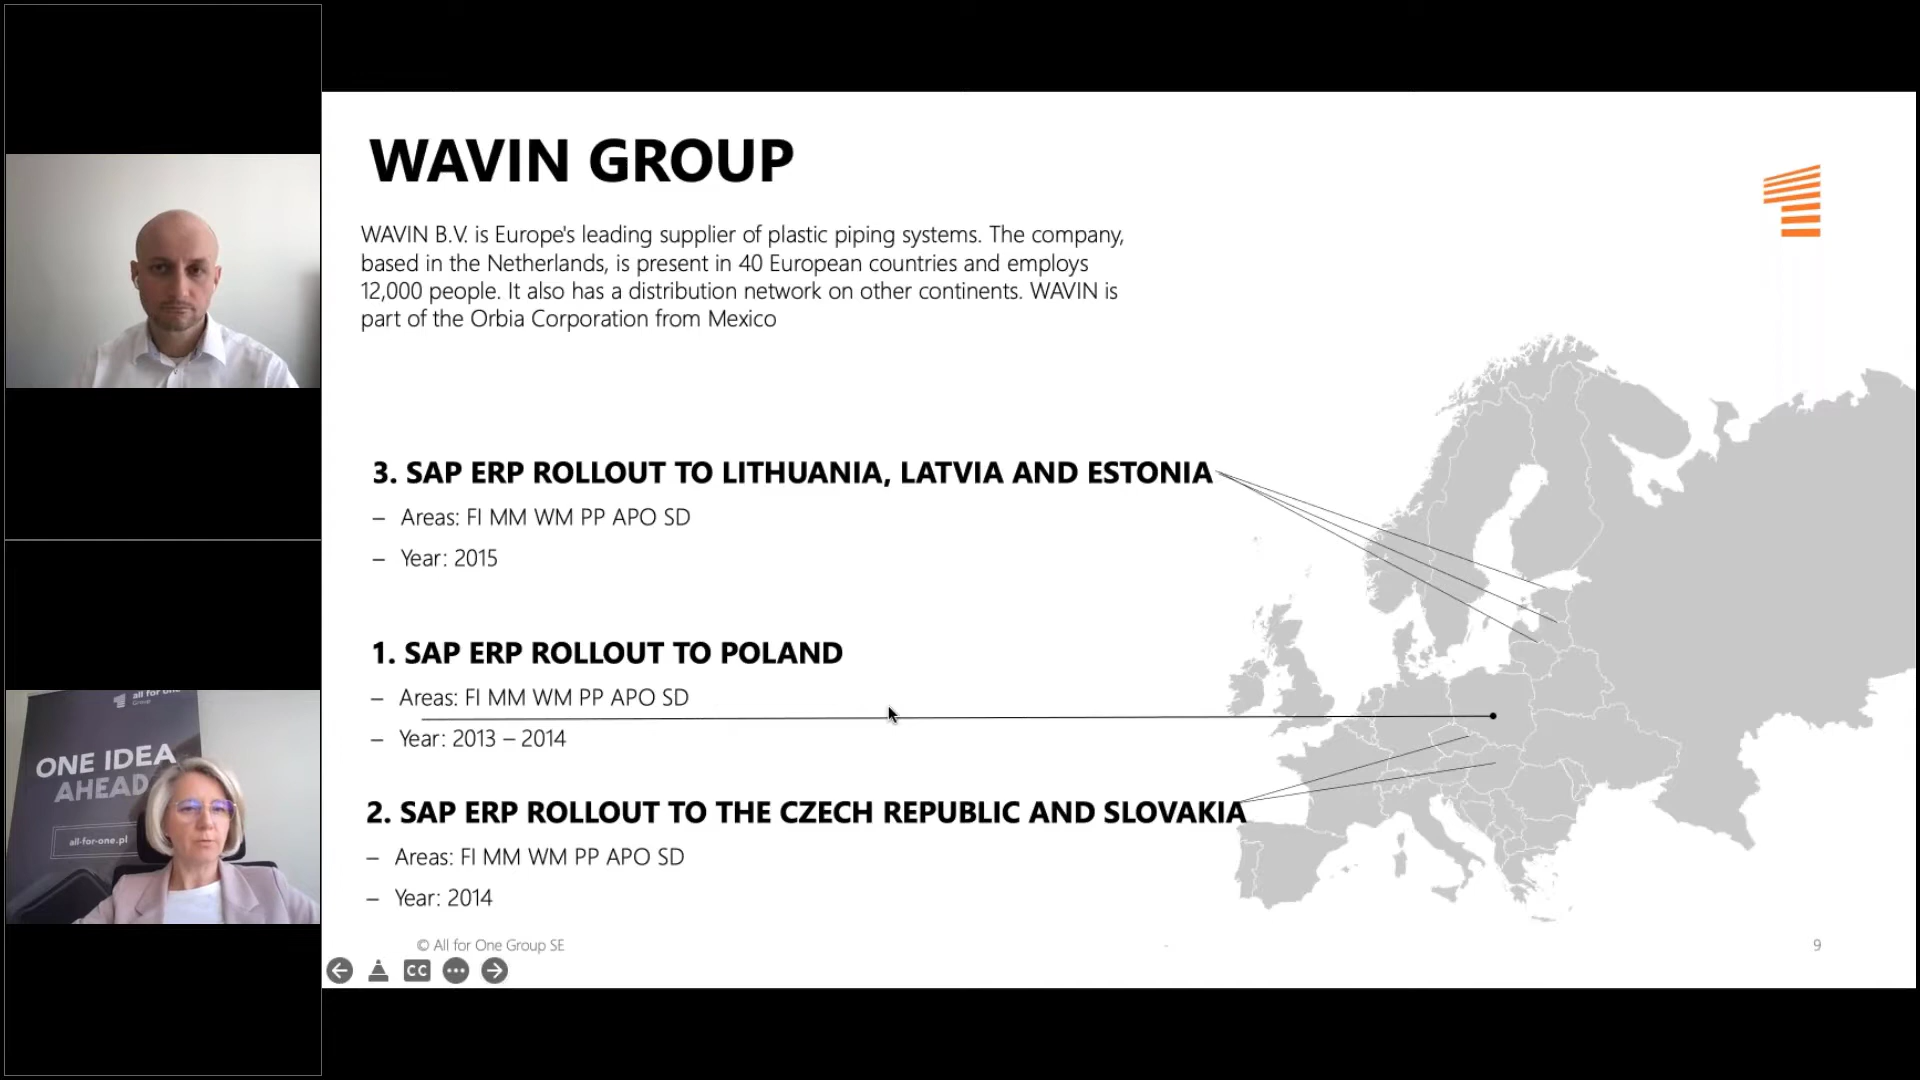 WAVIN GROUP
WAVIN B.V. is Europe's leading supplier of plastic piping systems. The company,
based in the Netherlands, is present in 40 European countries and employs
12,000 people. It also has a distribution network on other continents. WAVIN is
part of the Orbia Corporation from Mexico
3. SAP ERP ROLLOUT TO LITHUANIA, LATVIA AND ESTONIA
– Areas: FI MM WM PP APO SD
– Year: 2015
1. SAP ERP ROLLOUT TO POLAND
– Areas: FI MM WM PP APO SD
– Year: 2013 – 2014
2. SAP ERP ROLLOUT TO THE CZECH REPUBLIC AND SLOVAKIA
– Areas: FI MM WM PP APO SD
– Year: 2014
© All for One Group SE
9
CC
all for one
Group
ONE IDEA
AHEAD
all-for-one.pl